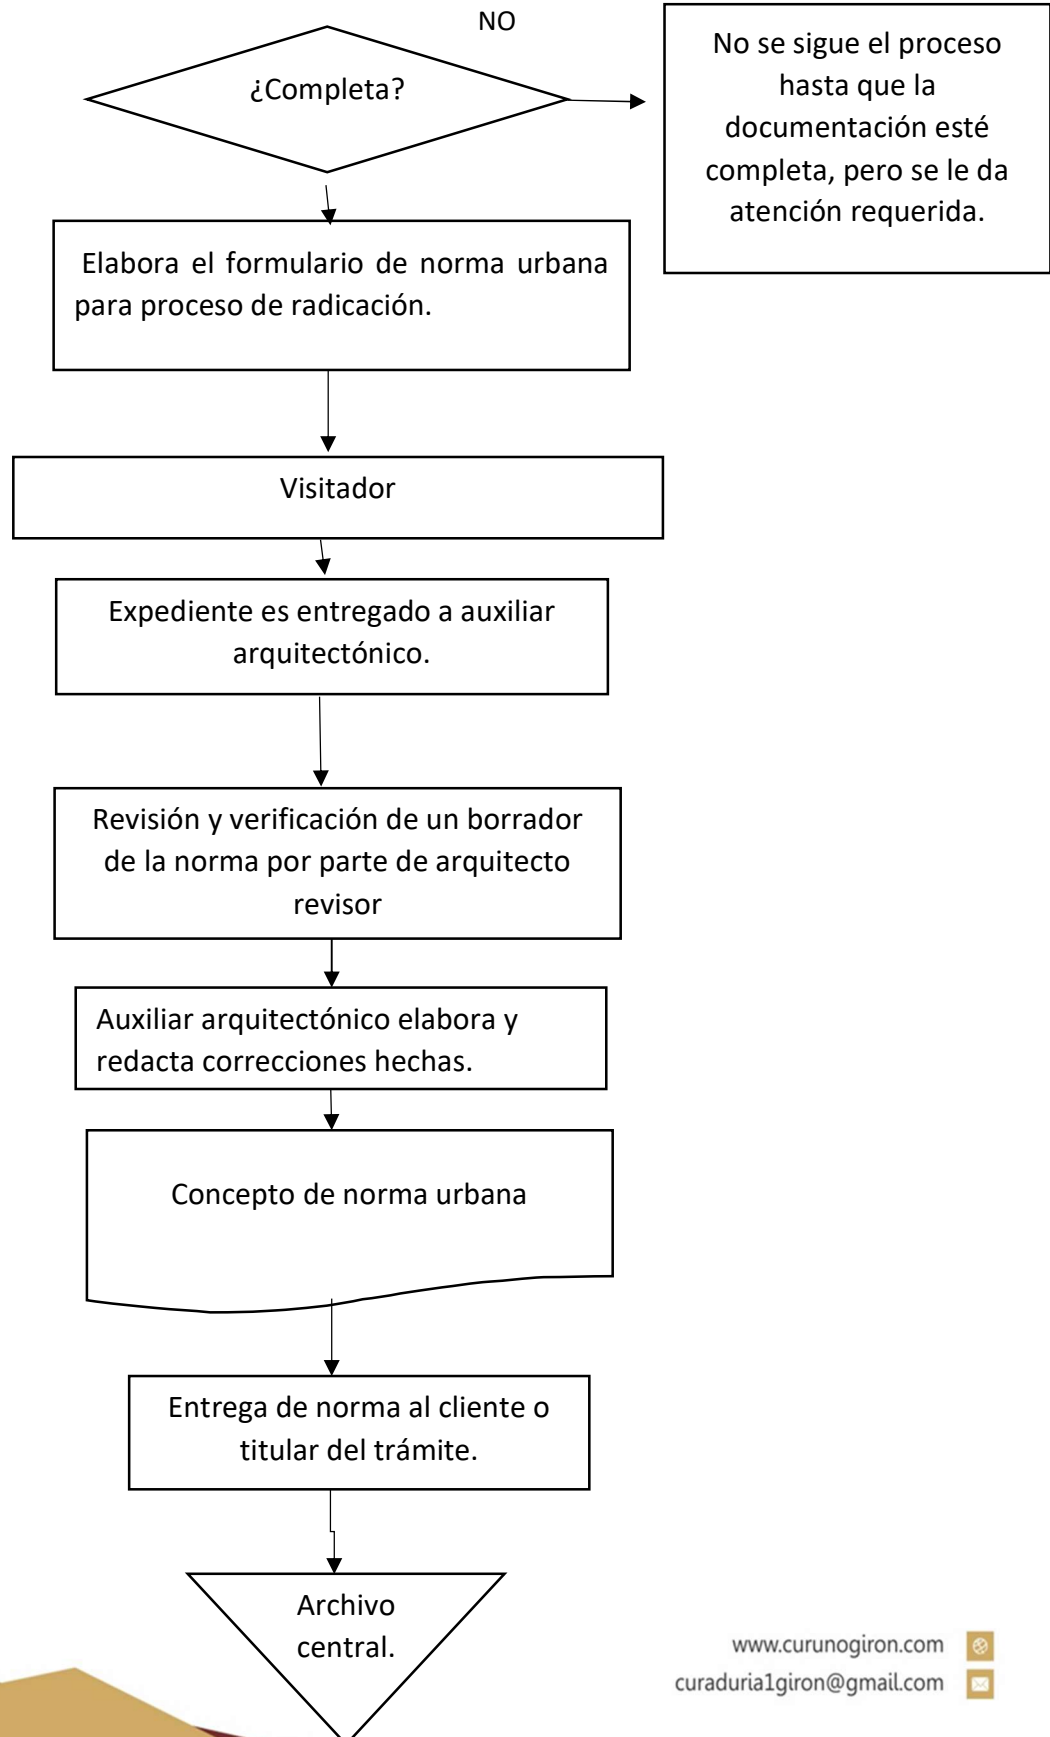 NO
¿Completa?
No se sigue el proceso
hasta que la
documentación esté
completa, pero se le da
atención requerida.
Elabora el formulario de norma urbana
para proceso de radicación.
Visitador
Expediente es entregado a auxiliar
arquitectónico.
Revisión y verificación de un borrador
de la norma por parte de arquitecto
revisor
Auxiliar arquitectónico elabora y
redacta correcciones hechas.
Concepto de norma urbana
Entrega de norma al cliente o
titular del trámite.
Archivo
central.
www.curunogiron.com
curaduria1giron@gmail.com